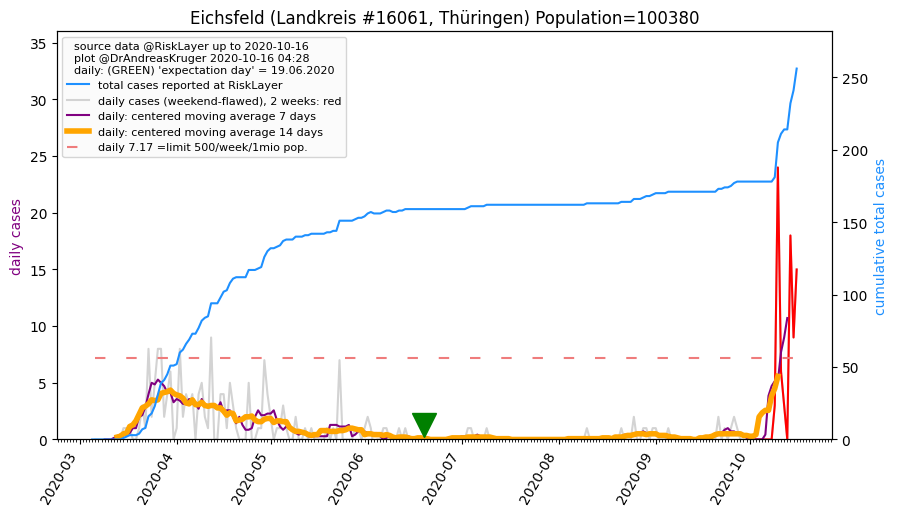 Eichsfeld (Landkreis #16061, Thüringen) Population=100380
source data @RiskLayer up to 2020-10-16
plot @DrAndreasKruger 2020-10-16 04:28
daily: (GREEN) 'expectation day' = 19.06.2020
total cases reported at RiskLayer
daily cases (weekend-flawed), 2 weeks: red
daily: centered moving average 7 days
daily: centered moving average 14 days
daily 7.17 =limit 500/week/1mio pop.
daily cases
35
30
25
20
15
10
5
0
cumulative total cases
250
200
150
100
50
0
2020-03
2020-04
2020-05
2020-06
2020-07
2020-08
2020-09
2020-10